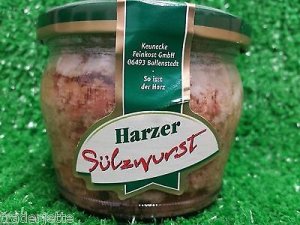 Keunecke
Feinkost GmbH
06493 Ballenstedt
So isst
der Harz
Harzer
Sülzwurst